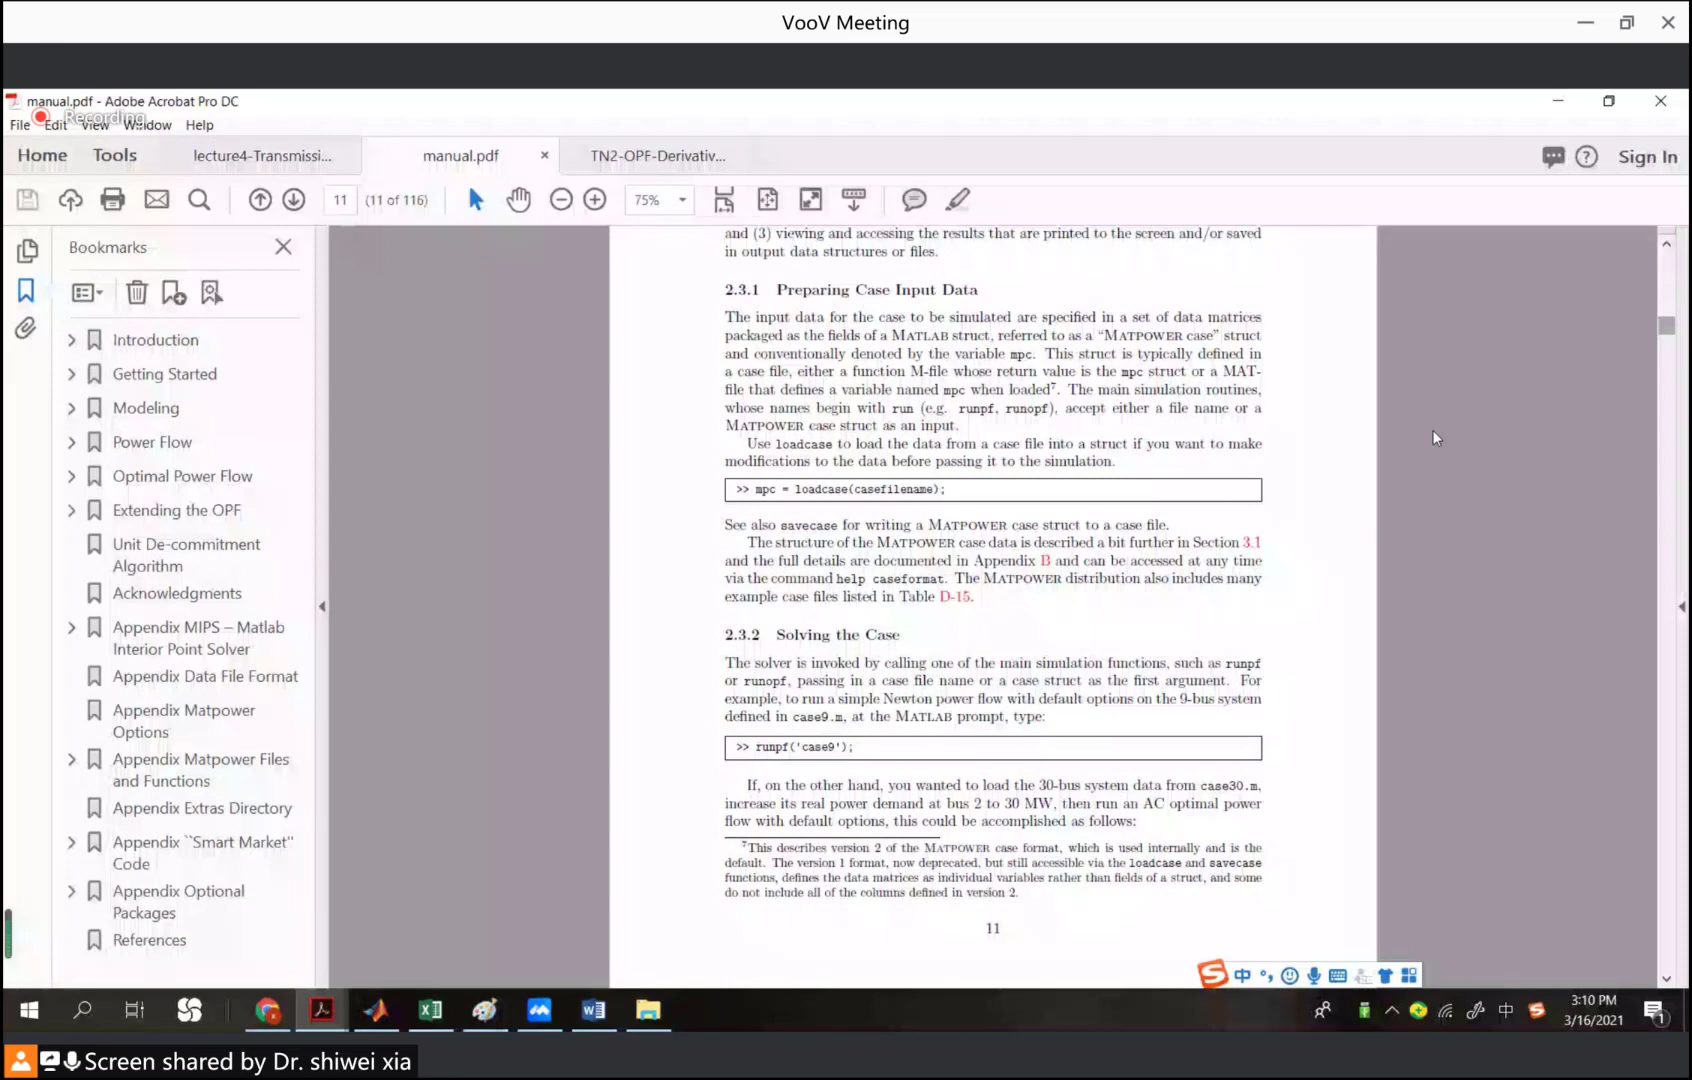 VooV Meeting
manual.pdf - Adobe Acrobat Pro DC
Recording
File Edit View Window Help
Home Tools lecture4-Transmissi... manual.pdf × TN2-OPF-Derivativ... Sign In
11 (11 of 116) 75%
Bookmarks
Introduction
Getting Started
Modeling
Power Flow
Optimal Power Flow
Extending the OPF
Unit De-commitment
Algorithm
Acknowledgments
Appendix MIPS – Matlab
Interior Point Solver
Appendix Data File Format
Appendix Matpower
Options
Appendix Matpower Files
and Functions
Appendix Extras Directory
Appendix ``Smart Market''
Code
Appendix Optional
Packages
References
and (3) viewing and accessing the results that are printed to the screen and/or saved
in output data structures or files.
2.3.1 Preparing Case Input Data
The input data for the case to be simulated are specified in a set of data matrices
packaged as the fields of a MATLAB struct, referred to as a “MATPOWER case” struct
and conventionally denoted by the variable mpc. This struct is typically defined in
a case file, either a function M-file whose return value is the mpc struct or a MAT-
file that defines a variable named mpc when loaded⁷. The main simulation routines,
whose names begin with run (e.g. runpf, runopf), accept either a file name or a
MATPOWER case struct as an input.
Use loadcase to load the data from a case file into a struct if you want to make
modifications to the data before passing it to the simulation.
>> mpc = loadcase(casefilename);
See also savecase for writing a MATPOWER case struct to a case file.
The structure of the MATPOWER case data is described a bit further in Section 3.1
and the full details are documented in Appendix B and can be accessed at any time
via the command help caseformat. The MATPOWER distribution also includes many
example case files listed in Table D-15.
2.3.2 Solving the Case
The solver is invoked by calling one of the main simulation functions, such as runpf
or runopf, passing in a case file name or a case struct as the first argument. For
example, to run a simple Newton power flow with default options on the 9-bus system
defined in case9.m, at the MATLAB prompt, type:
>> runpf('case9');
If, on the other hand, you wanted to load the 30-bus system data from case30.m,
increase its real power demand at bus 2 to 30 MW, then run an AC optimal power
flow with default options, this could be accomplished as follows:
⁷This describes version 2 of the MATPOWER case format, which is used internally and is the
default. The version 1 format, now deprecated, but still accessible via the loadcase and savecase
functions, defines the data matrices as individual variables rather than fields of a struct, and some
do not include all of the columns defined in version 2.
11
中
中
3:10 PM
3/16/2021
1
Screen shared by Dr. shiwei xia